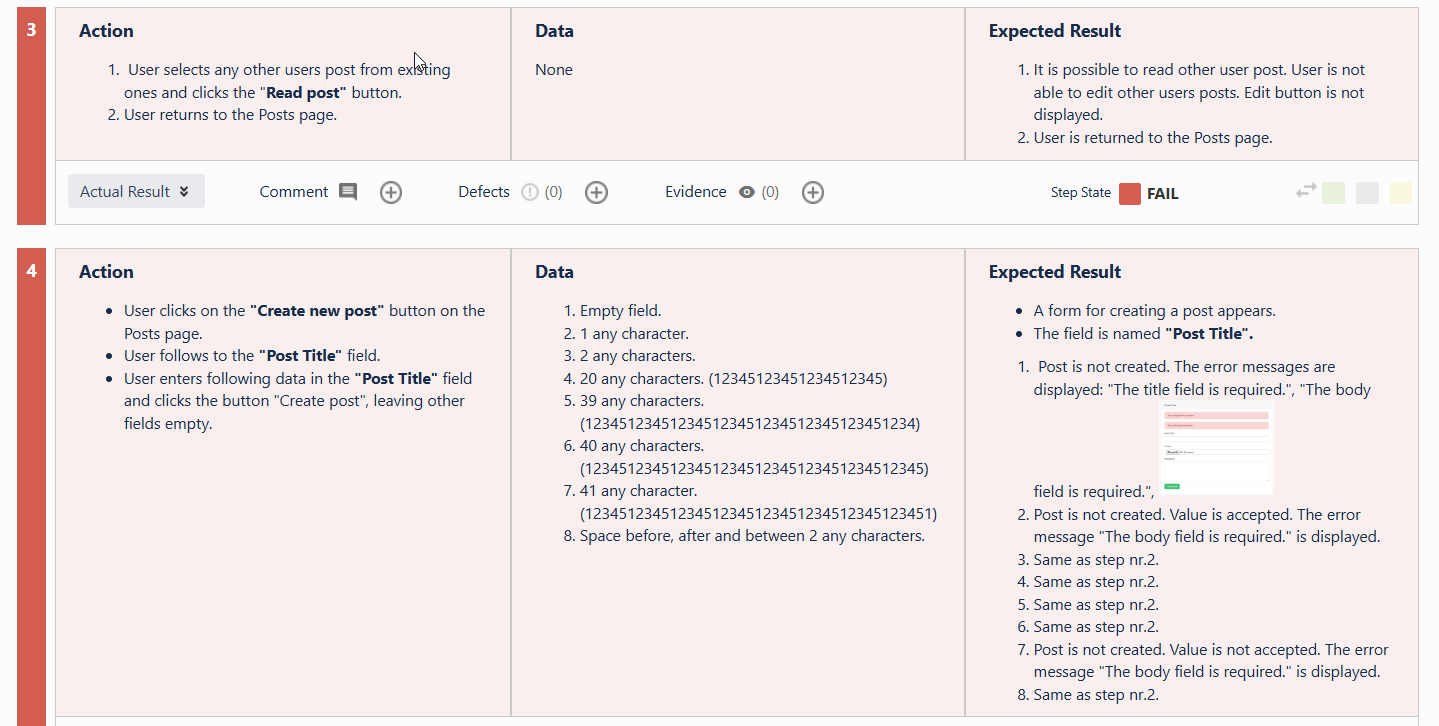 3
Action
1. User selects any other users post from existing
ones and clicks the "Read post" button.
2. User returns to the Posts page.
Data
None
Expected Result
1. It is possible to read other user post. User is not
able to edit other users posts. Edit button is not
displayed.
2. User is returned to the Posts page.
Actual Result
Comment
Defects (0)
Evidence (0)
Step State FAIL
4
Action
• User clicks on the "Create new post" button on the
Posts page.
• User follows to the "Post Title" field.
• User enters following data in the "Post Title" field
and clicks the button "Create post", leaving other
fields empty.
Data
1. Empty field.
2. 1 any character.
3. 2 any characters.
4. 20 any characters. (12345123451234512345)
5. 39 any characters.
(123451234512345123451234512345123451234)
6. 40 any characters.
(1234512345123451234512345123451234512345)
7. 41 any character.
(12345123451234512345123451234512345123451)
8. Space before, after and between 2 any characters.
Expected Result
• A form for creating a post appears.
• The field is named "Post Title".
1. Post is not created. The error messages are
displayed: "The title field is required.", "The body
field is required.",
2. Post is not created. Value is accepted. The error
message "The body field is required." is displayed.
3. Same as step nr.2.
4. Same as step nr.2.
5. Same as step nr.2.
6. Same as step nr.2.
7. Post is not created. Value is not accepted. The error
message "The body field is required." is displayed.
8. Same as step nr.2.